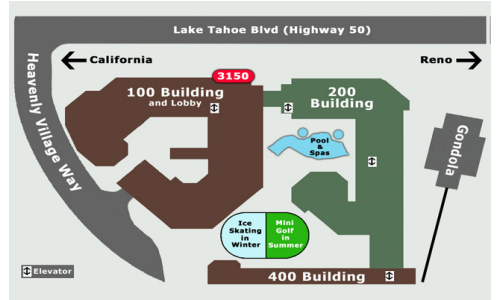 Lake Tahoe Blvd (Highway 50)
California
Reno
3150
100 Building
and Lobby
200
Building
Heavenly Village Way
Pool
&
Spas
Gondola
Ice
Skating
in
Winter
Mini
Golf
in
Summer
Elevator
400 Building